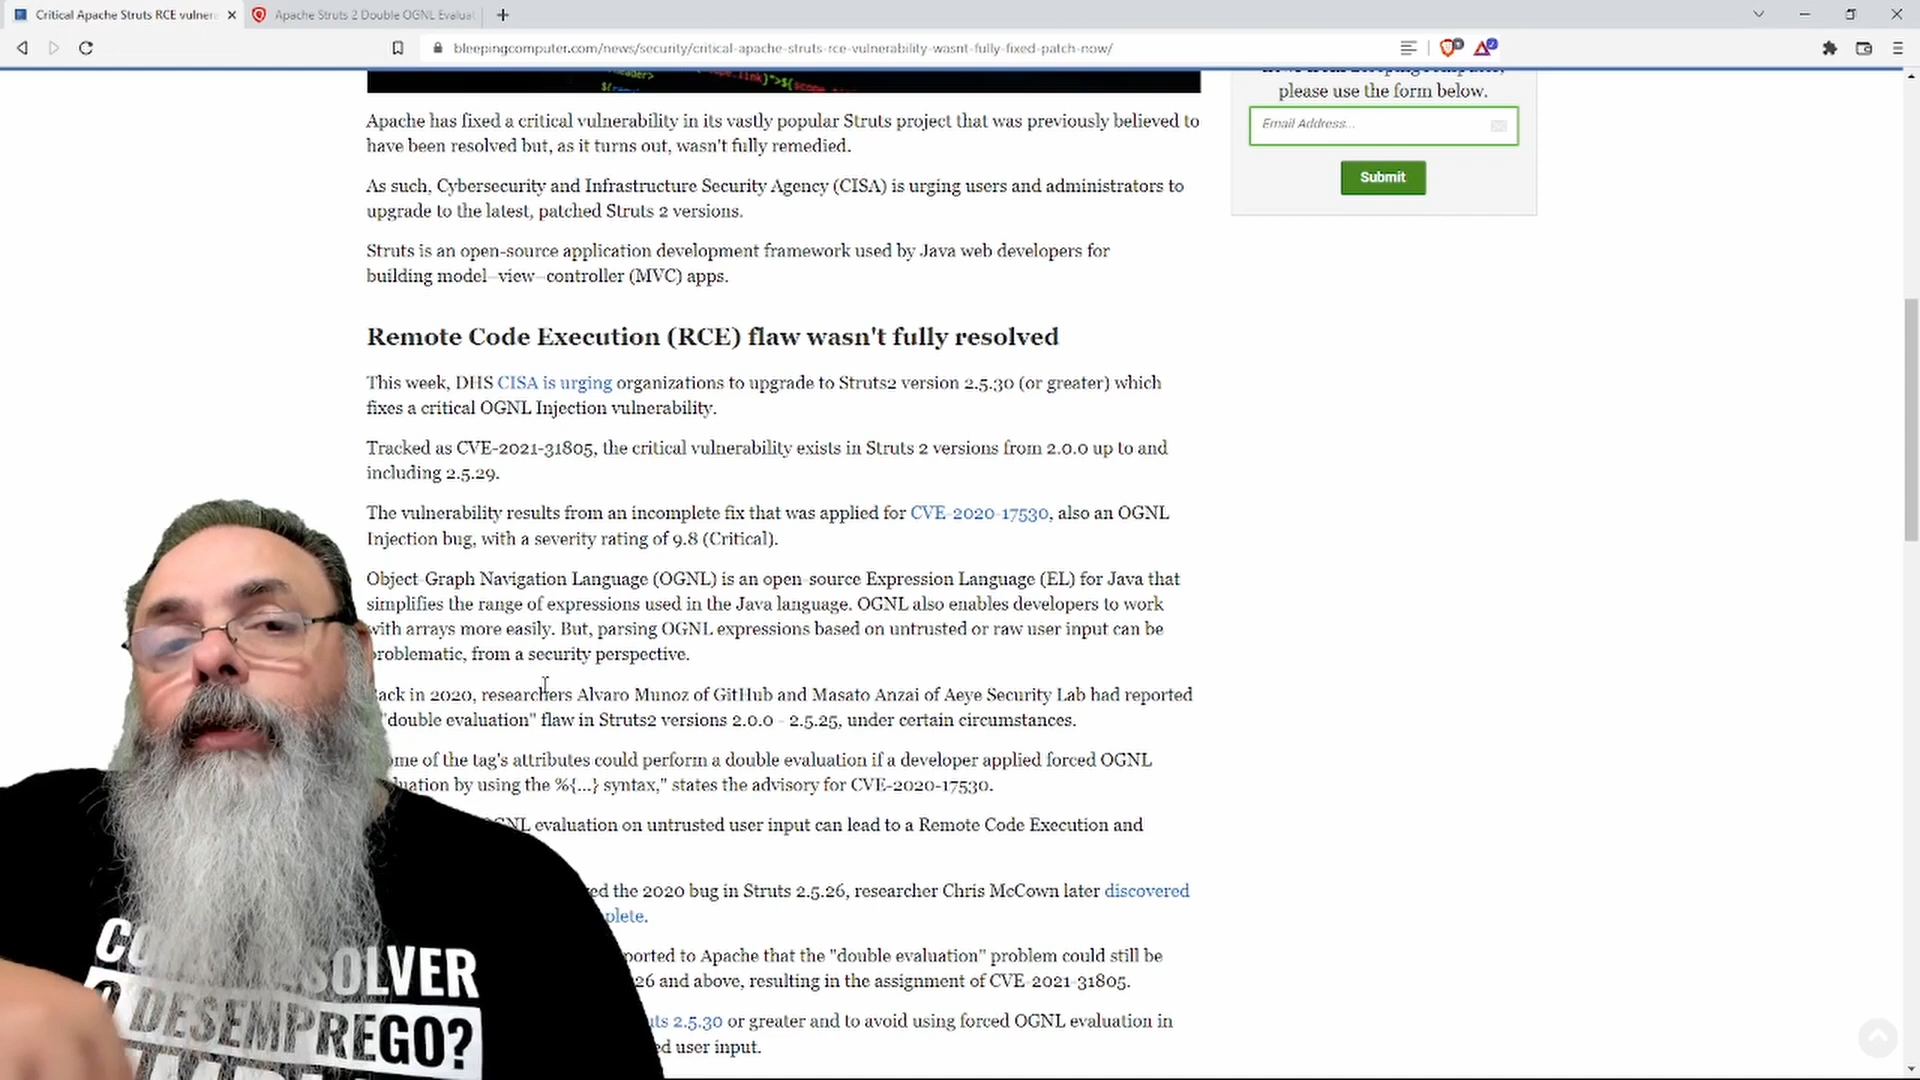 Critical Apache Struts RCE vulner
Apache Struts 2 Double OGNL Evaluat
bleepingcomputer.com/news/security/critical-apache-struts-rce-vulnerability-wasnt-fully-fixed-patch-now/
please use the form below.
Email Address...
Submit
Apache has fixed a critical vulnerability in its vastly popular Struts project that was previously believed to
have been resolved but, as it turns out, wasn't fully remedied.
As such, Cybersecurity and Infrastructure Security Agency (CISA) is urging users and administrators to
upgrade to the latest, patched Struts 2 versions.
Struts is an open-source application development framework used by Java web developers for
building model–view–controller (MVC) apps.
Remote Code Execution (RCE) flaw wasn't fully resolved
This week, DHS CISA is urging organizations to upgrade to Struts2 version 2.5.30 (or greater) which
fixes a critical OGNL Injection vulnerability.
Tracked as CVE-2021-31805, the critical vulnerability exists in Struts 2 versions from 2.0.0 up to and
including 2.5.29.
The vulnerability results from an incomplete fix that was applied for CVE-2020-17530, also an OGNL
Injection bug, with a severity rating of 9.8 (Critical).
Object-Graph Navigation Language (OGNL) is an open-source Expression Language (EL) for Java that
simplifies the range of expressions used in the Java language. OGNL also enables developers to work
with arrays more easily. But, parsing OGNL expressions based on untrusted or raw user input can be
problematic, from a security perspective.
ack in 2020, researchers Alvaro Munoz of GitHub and Masato Anzai of Aeye Security Lab had reported
"double evaluation" flaw in Struts2 versions 2.0.0 - 2.5.25, under certain circumstances.
ome of the tag's attributes could perform a double evaluation if a developer applied forced OGNL
uation by using the %{...} syntax," states the advisory for CVE-2020-17530.
GNL evaluation on untrusted user input can lead to a Remote Code Execution and
ed the 2020 bug in Struts 2.5.26, researcher Chris McCown later discovered
plete.
ported to Apache that the "double evaluation" problem could still be
26 and above, resulting in the assignment of CVE-2021-31805.
uts 2.5.30 or greater and to avoid using forced OGNL evaluation in
ed user input.
SOLVER
DESEMPREGO?